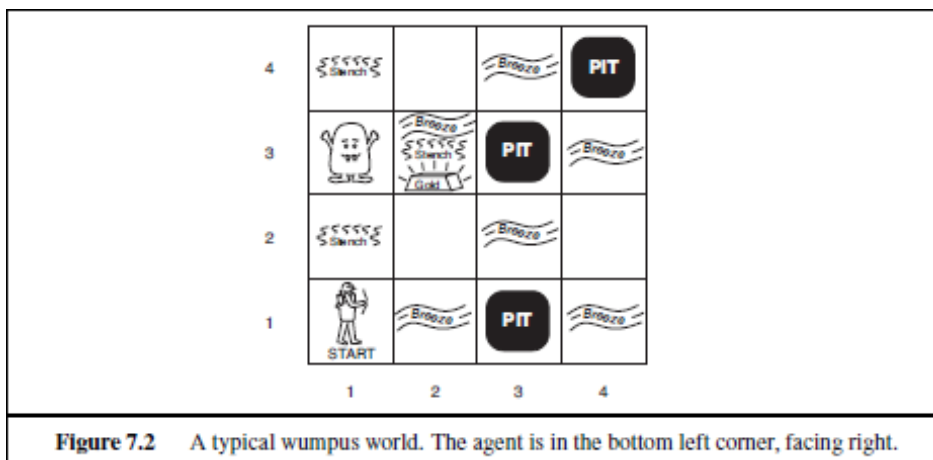 4 Stench Breeze PIT
3 Breeze PIT Breeze
Stench
Gold
2 Stench Breeze
1 Breeze PIT Breeze
START
1 2 3 4
Figure 7.2 A typical wumpus world. The agent is in the bottom left corner, facing right.